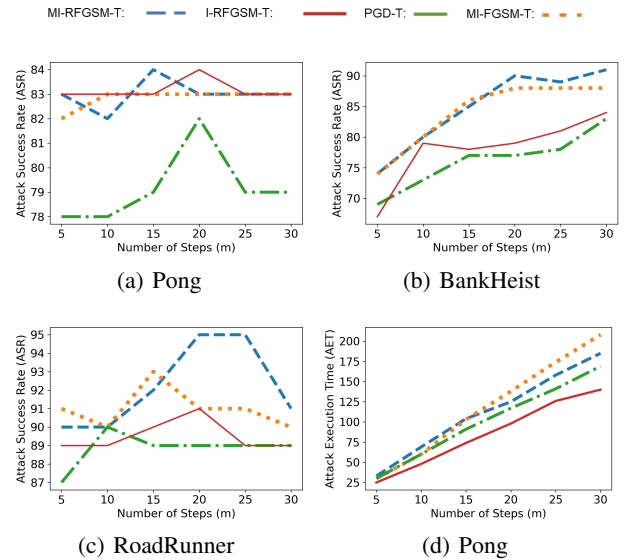 MI-RFGSM-T: I-RFGSM-T: PGD-T: MI-FGSM-T:
Attack Success Rate (ASR)
84
83
82
81
80
79
78
5 10 15 20 25 30
Number of Steps (m)
(a) Pong
Attack Success Rate (ASR)
90
85
80
75
70
5 10 15 20 25 30
Number of Steps (m)
(b) BankHeist
Attack Success Rate (ASR)
95
94
93
92
91
90
89
88
87
5 10 15 20 25 30
Number of Steps (m)
(c) RoadRunner
Attack Execution Time (AET)
200
175
150
125
100
75
50
25
5 10 15 20 25 30
Number of Steps (m)
(d) Pong